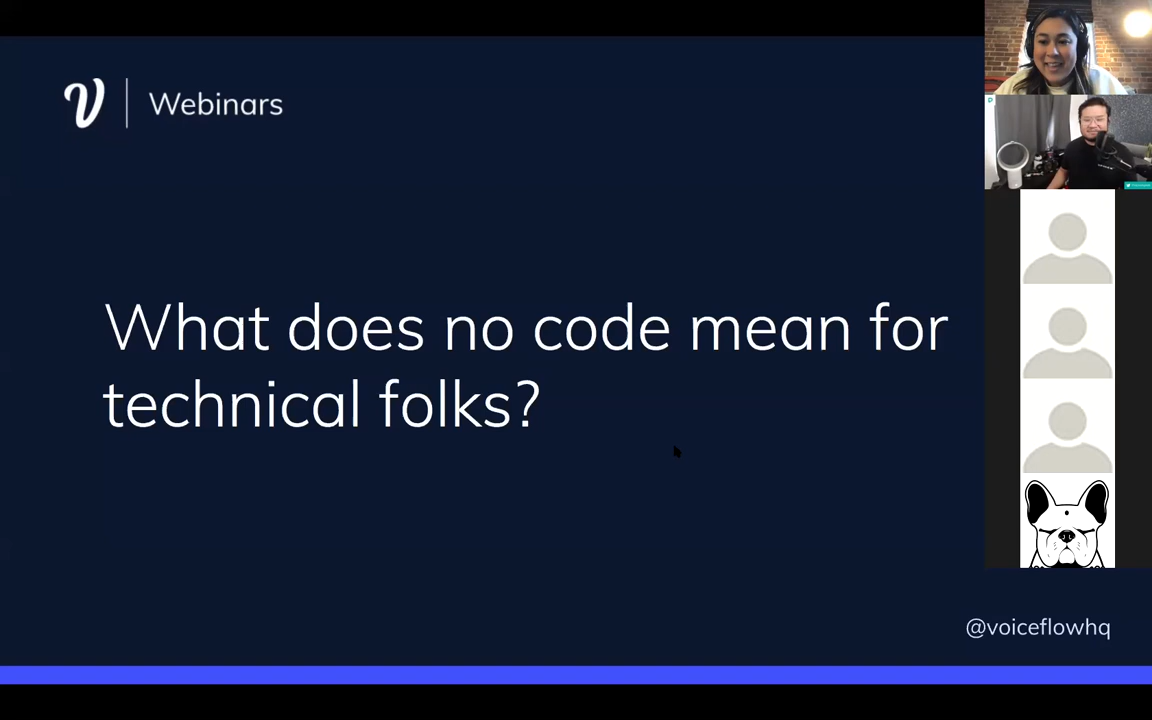 Webinars
What does no code mean for
technical folks?
J L
@voiceflowhq